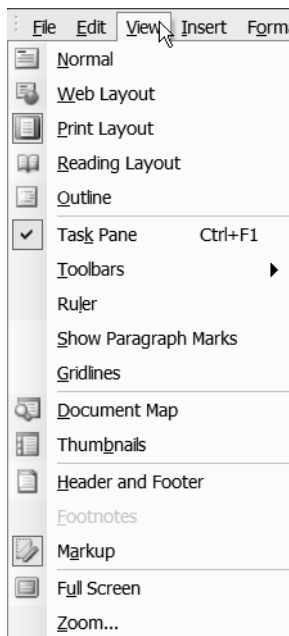 File Edit View Insert Forma
Normal
Web Layout
Print Layout
Reading Layout
Outline
Task Pane Ctrl+F1
Toolbars
Ruler
Show Paragraph Marks
Gridlines
Document Map
Thumbnails
Header and Footer
Footnotes
Markup
Full Screen
Zoom...